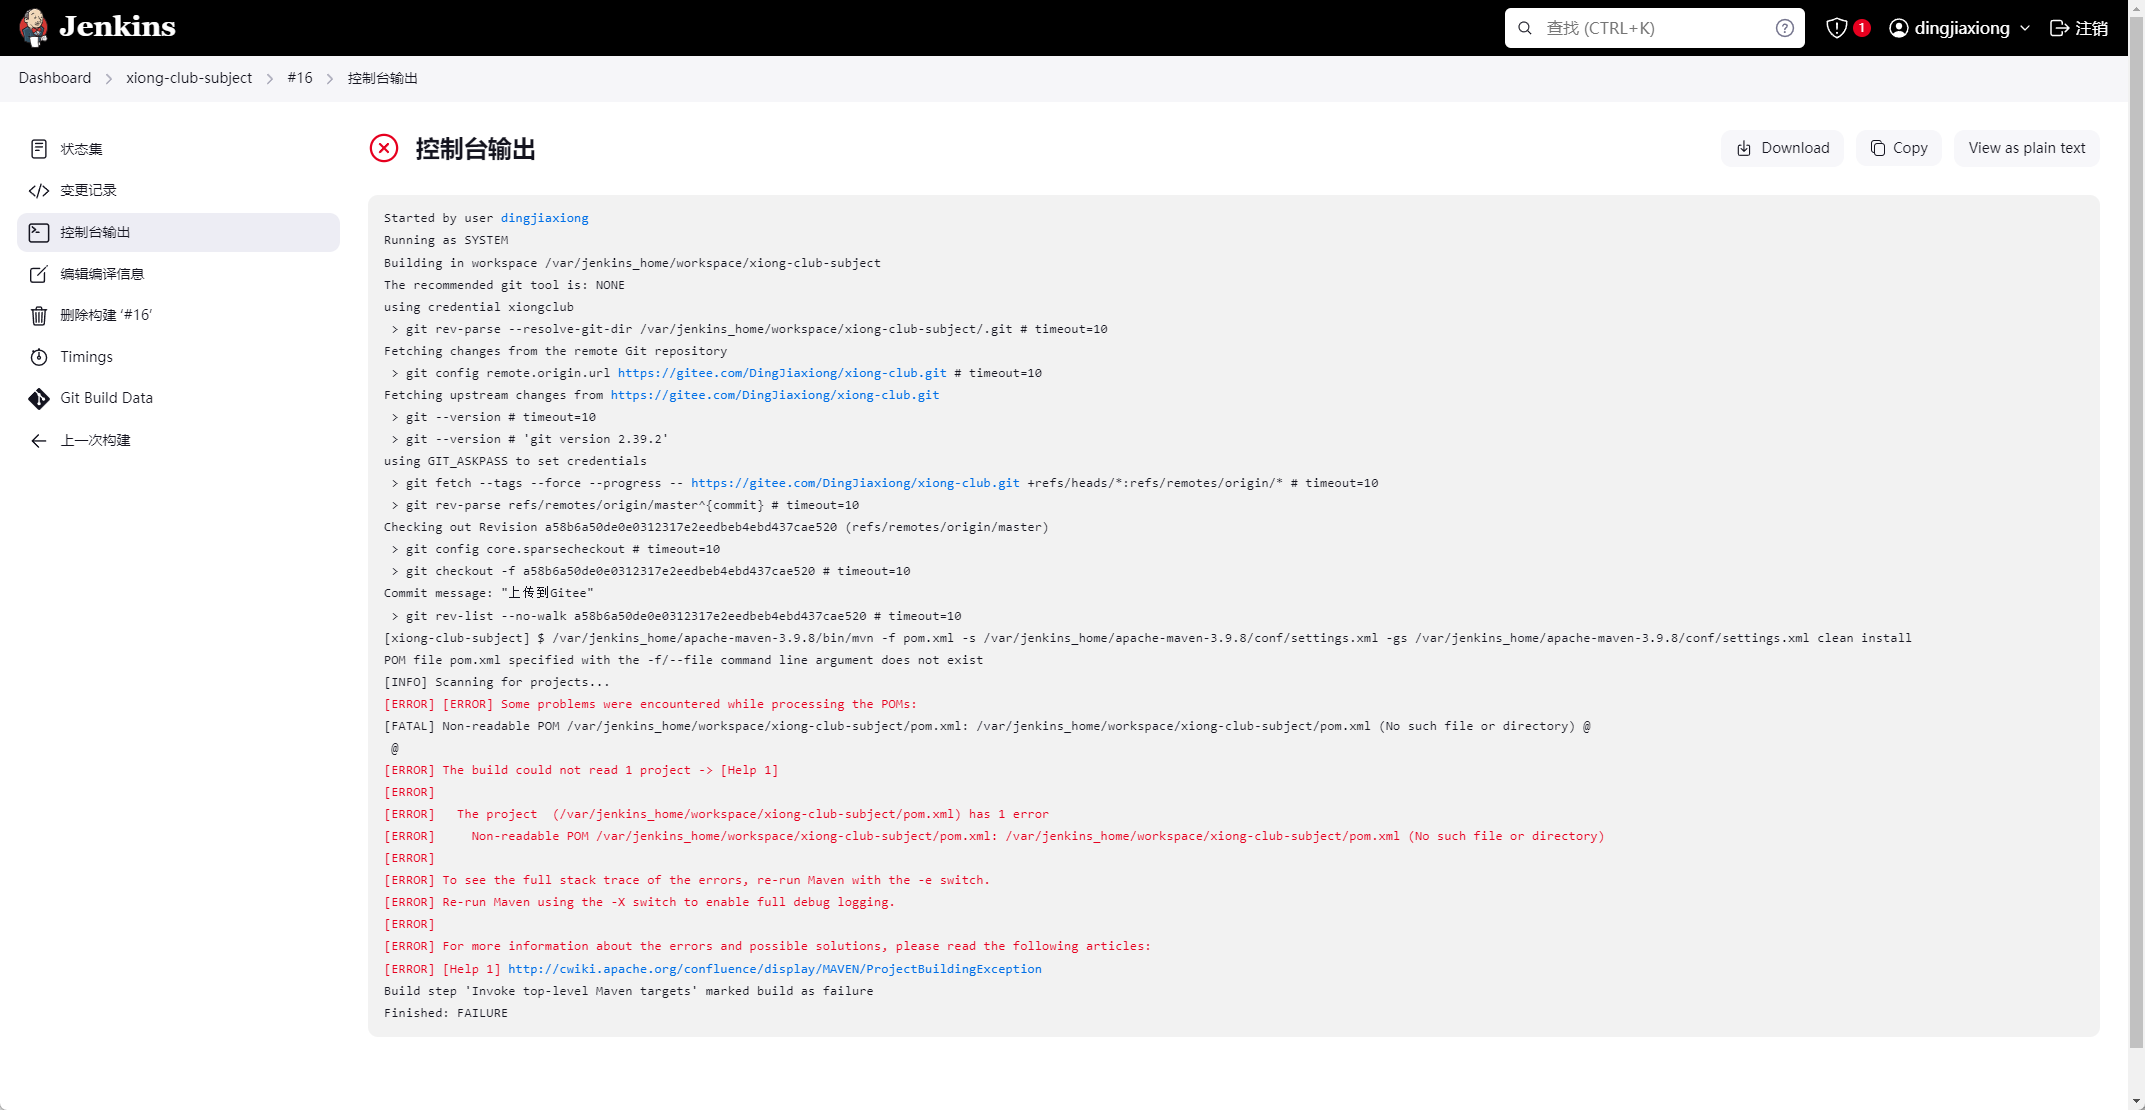 Jenkins
查找 (CTRL+K)
1
dingjiaxiong
注销
Dashboard
xiong-club-subject
#16
控制台输出
状态集
变更记录
控制台输出
编辑编译信息
删除构建 ‘#16’
Timings
Git Build Data
上一次构建
控制台输出
Download
Copy
View as plain text
Started by user dingjiaxiong
Running as SYSTEM
Building in workspace /var/jenkins_home/workspace/xiong-club-subject
The recommended git tool is: NONE
using credential xiongclub
 > git rev-parse --resolve-git-dir /var/jenkins_home/workspace/xiong-club-subject/.git # timeout=10
Fetching changes from the remote Git repository
 > git config remote.origin.url https://gitee.com/DingJiaxiong/xiong-club.git # timeout=10
Fetching upstream changes from https://gitee.com/DingJiaxiong/xiong-club.git
 > git --version # timeout=10
 > git --version # 'git version 2.39.2'
using GIT_ASKPASS to set credentials
 > git fetch --tags --force --progress -- https://gitee.com/DingJiaxiong/xiong-club.git +refs/heads/*:refs/remotes/origin/* # timeout=10
 > git rev-parse refs/remotes/origin/master^{commit} # timeout=10
Checking out Revision a58b6a50de0e0312317e2eedbeb4ebd437cae520 (refs/remotes/origin/master)
 > git config core.sparsecheckout # timeout=10
 > git checkout -f a58b6a50de0e0312317e2eedbeb4ebd437cae520 # timeout=10
Commit message: "上传到Gitee"
 > git rev-list --no-walk a58b6a50de0e0312317e2eedbeb4ebd437cae520 # timeout=10
[xiong-club-subject] $ /var/jenkins_home/apache-maven-3.9.8/bin/mvn -f pom.xml -s /var/jenkins_home/apache-maven-3.9.8/conf/settings.xml -gs /var/jenkins_home/apache-maven-3.9.8/conf/settings.xml clean install
POM file pom.xml specified with the -f/--file command line argument does not exist
[INFO] Scanning for projects...
[ERROR] [ERROR] Some problems were encountered while processing the POMs:
[FATAL] Non-readable POM /var/jenkins_home/workspace/xiong-club-subject/pom.xml: /var/jenkins_home/workspace/xiong-club-subject/pom.xml (No such file or directory) @
 @
[ERROR] The build could not read 1 project -> [Help 1]
[ERROR]
[ERROR]   The project  (/var/jenkins_home/workspace/xiong-club-subject/pom.xml) has 1 error
[ERROR]     Non-readable POM /var/jenkins_home/workspace/xiong-club-subject/pom.xml: /var/jenkins_home/workspace/xiong-club-subject/pom.xml (No such file or directory)
[ERROR]
[ERROR] To see the full stack trace of the errors, re-run Maven with the -e switch.
[ERROR] Re-run Maven using the -X switch to enable full debug logging.
[ERROR]
[ERROR] For more information about the errors and possible solutions, please read the following articles:
[ERROR] [Help 1] http://cwiki.apache.org/confluence/display/MAVEN/ProjectBuildingException
Build step 'Invoke top-level Maven targets' marked build as failure
Finished: FAILURE